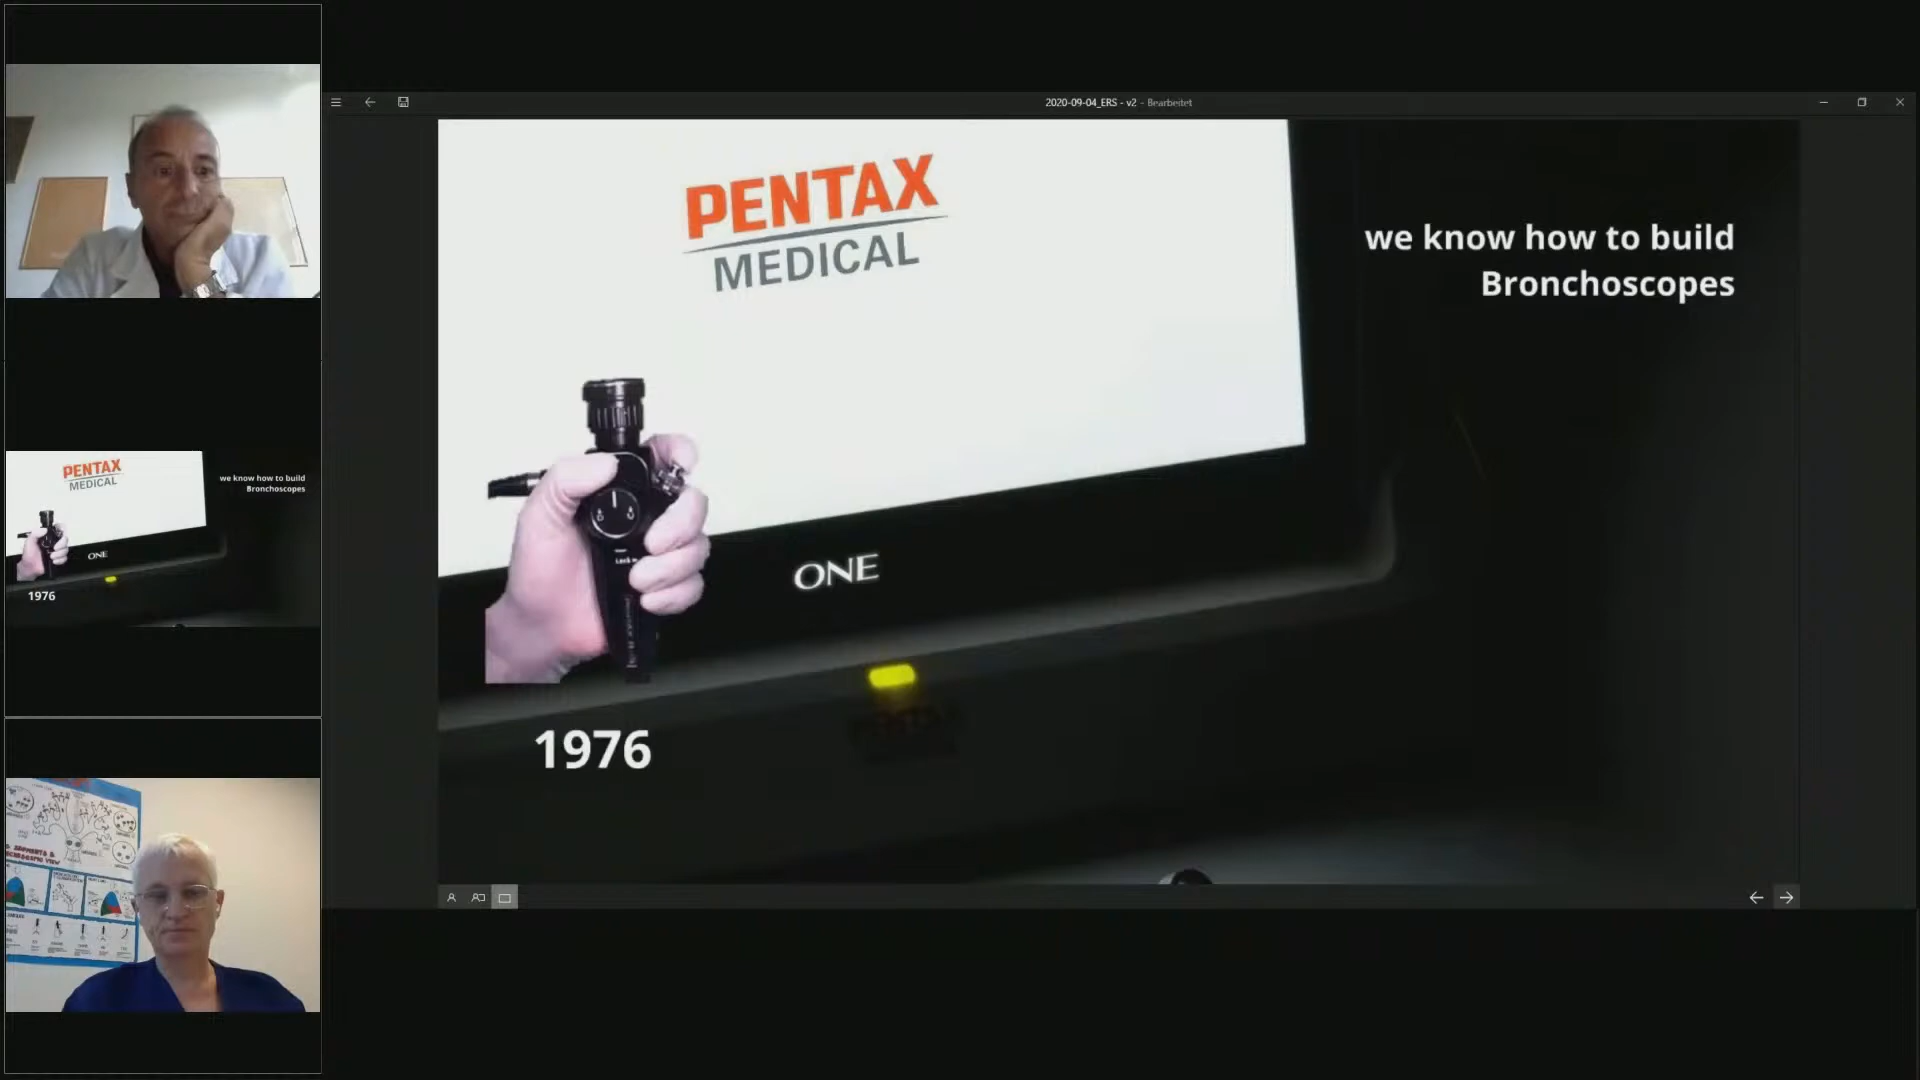 2020-09-04_ERS - v2 - Bearbeitet
PENTAX
MEDICAL
we know how to build
Bronchoscopes
ONE
1976
PENTAX
MEDICAL
we know how to build
Bronchoscopes
ONE
1976